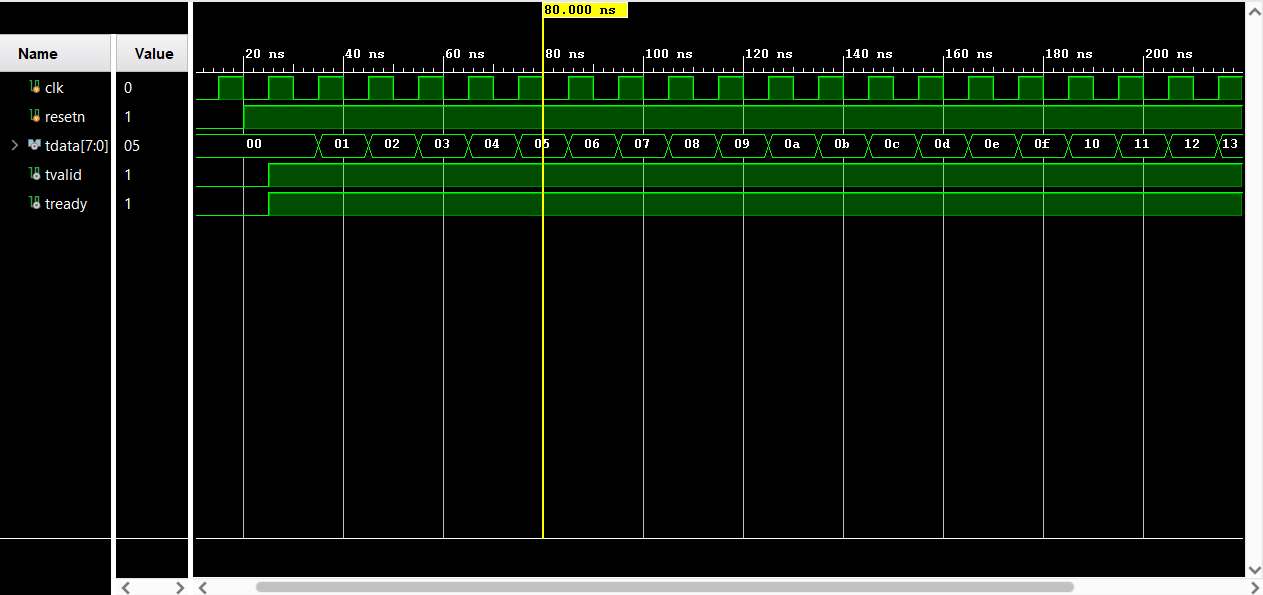 80.000 ns
Name Value
20 ns 40 ns 60 ns 80 ns 100 ns 120 ns 140 ns 160 ns 180 ns 200 ns
clk 0
resetn 1
tdata[7:0] 05 00 01 02 03 04 05 06 07 08 09 0a 0b 0c 0d 0e 0f 10 11 12 13
tvalid 1
tready 1